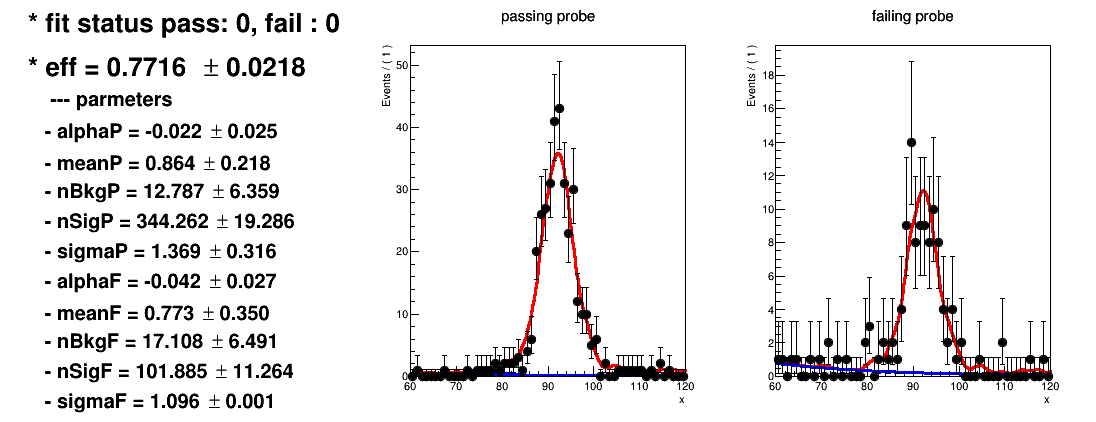 * fit status pass: 0, fail : 0
* eff = 0.7716 ± 0.0218
--- parmeters
- alphaP = -0.022 ± 0.025
- meanP = 0.864 ± 0.218
- nBkgP = 12.787 ± 6.359
- nSigP = 344.262 ± 19.286
- sigmaP = 1.369 ± 0.316
- alphaF = -0.042 ± 0.027
- meanF = 0.773 ± 0.350
- nBkgF = 17.108 ± 6.491
- nSigF = 101.885 ± 11.264
- sigmaF = 1.096 ± 0.001
passing probe
Events / ( 1 )
50
40
30
20
10
0
60 70 80 90 100 110 120
x
failing probe
Events / ( 1 )
18
16
14
12
10
8
6
4
2
0
60 70 80 90 100 110 120
x